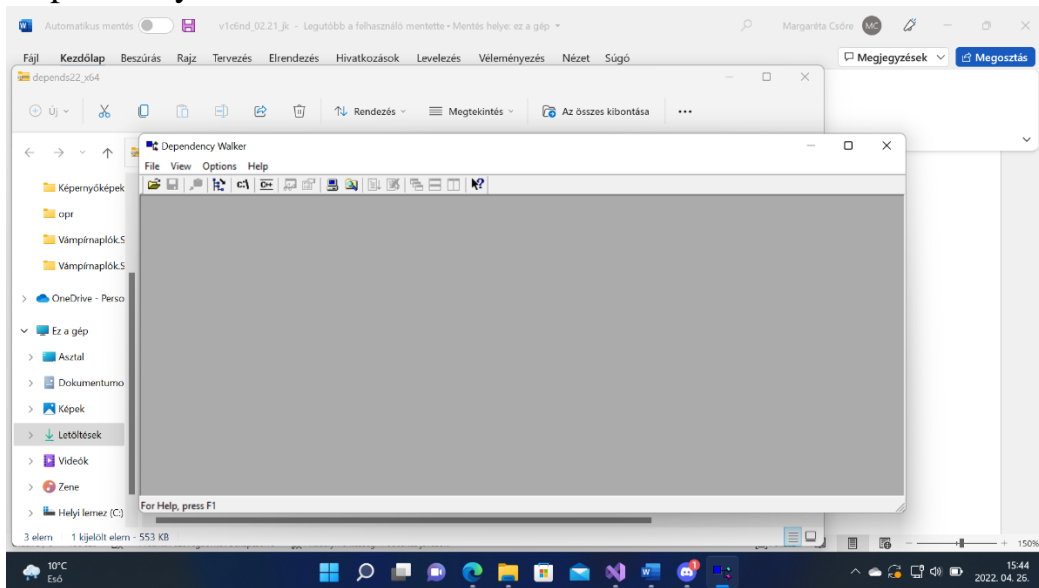 Automatikus mentés
v1c6nd_02.21_jk - Legutóbb a felhasználó mentette • Mentés helye: ez a gép
Margaréta Csőre
MC
Fájl Kezdőlap Beszúrás Rajz Tervezés Elrendezés Hivatkozások Levelezés Véleményezés Nézet Súgó
Megjegyzések
Megosztás
depends22_x64
Új
Rendezés
Megtekintés
Az összes kibontása
Dependency Walker
File View Options Help
Képernyőképek
opr
Vámpírnaplók.S
Vámpírnaplók.S
OneDrive - Perso
Ez a gép
Asztal
Dokumentumo
Képek
Letöltések
Videók
Zene
Helyi lemez (C:)
For Help, press F1
3 elem 1 kijelölt elem - 553 KB
150%
10°C
Eső
15:44
2022. 04. 26.